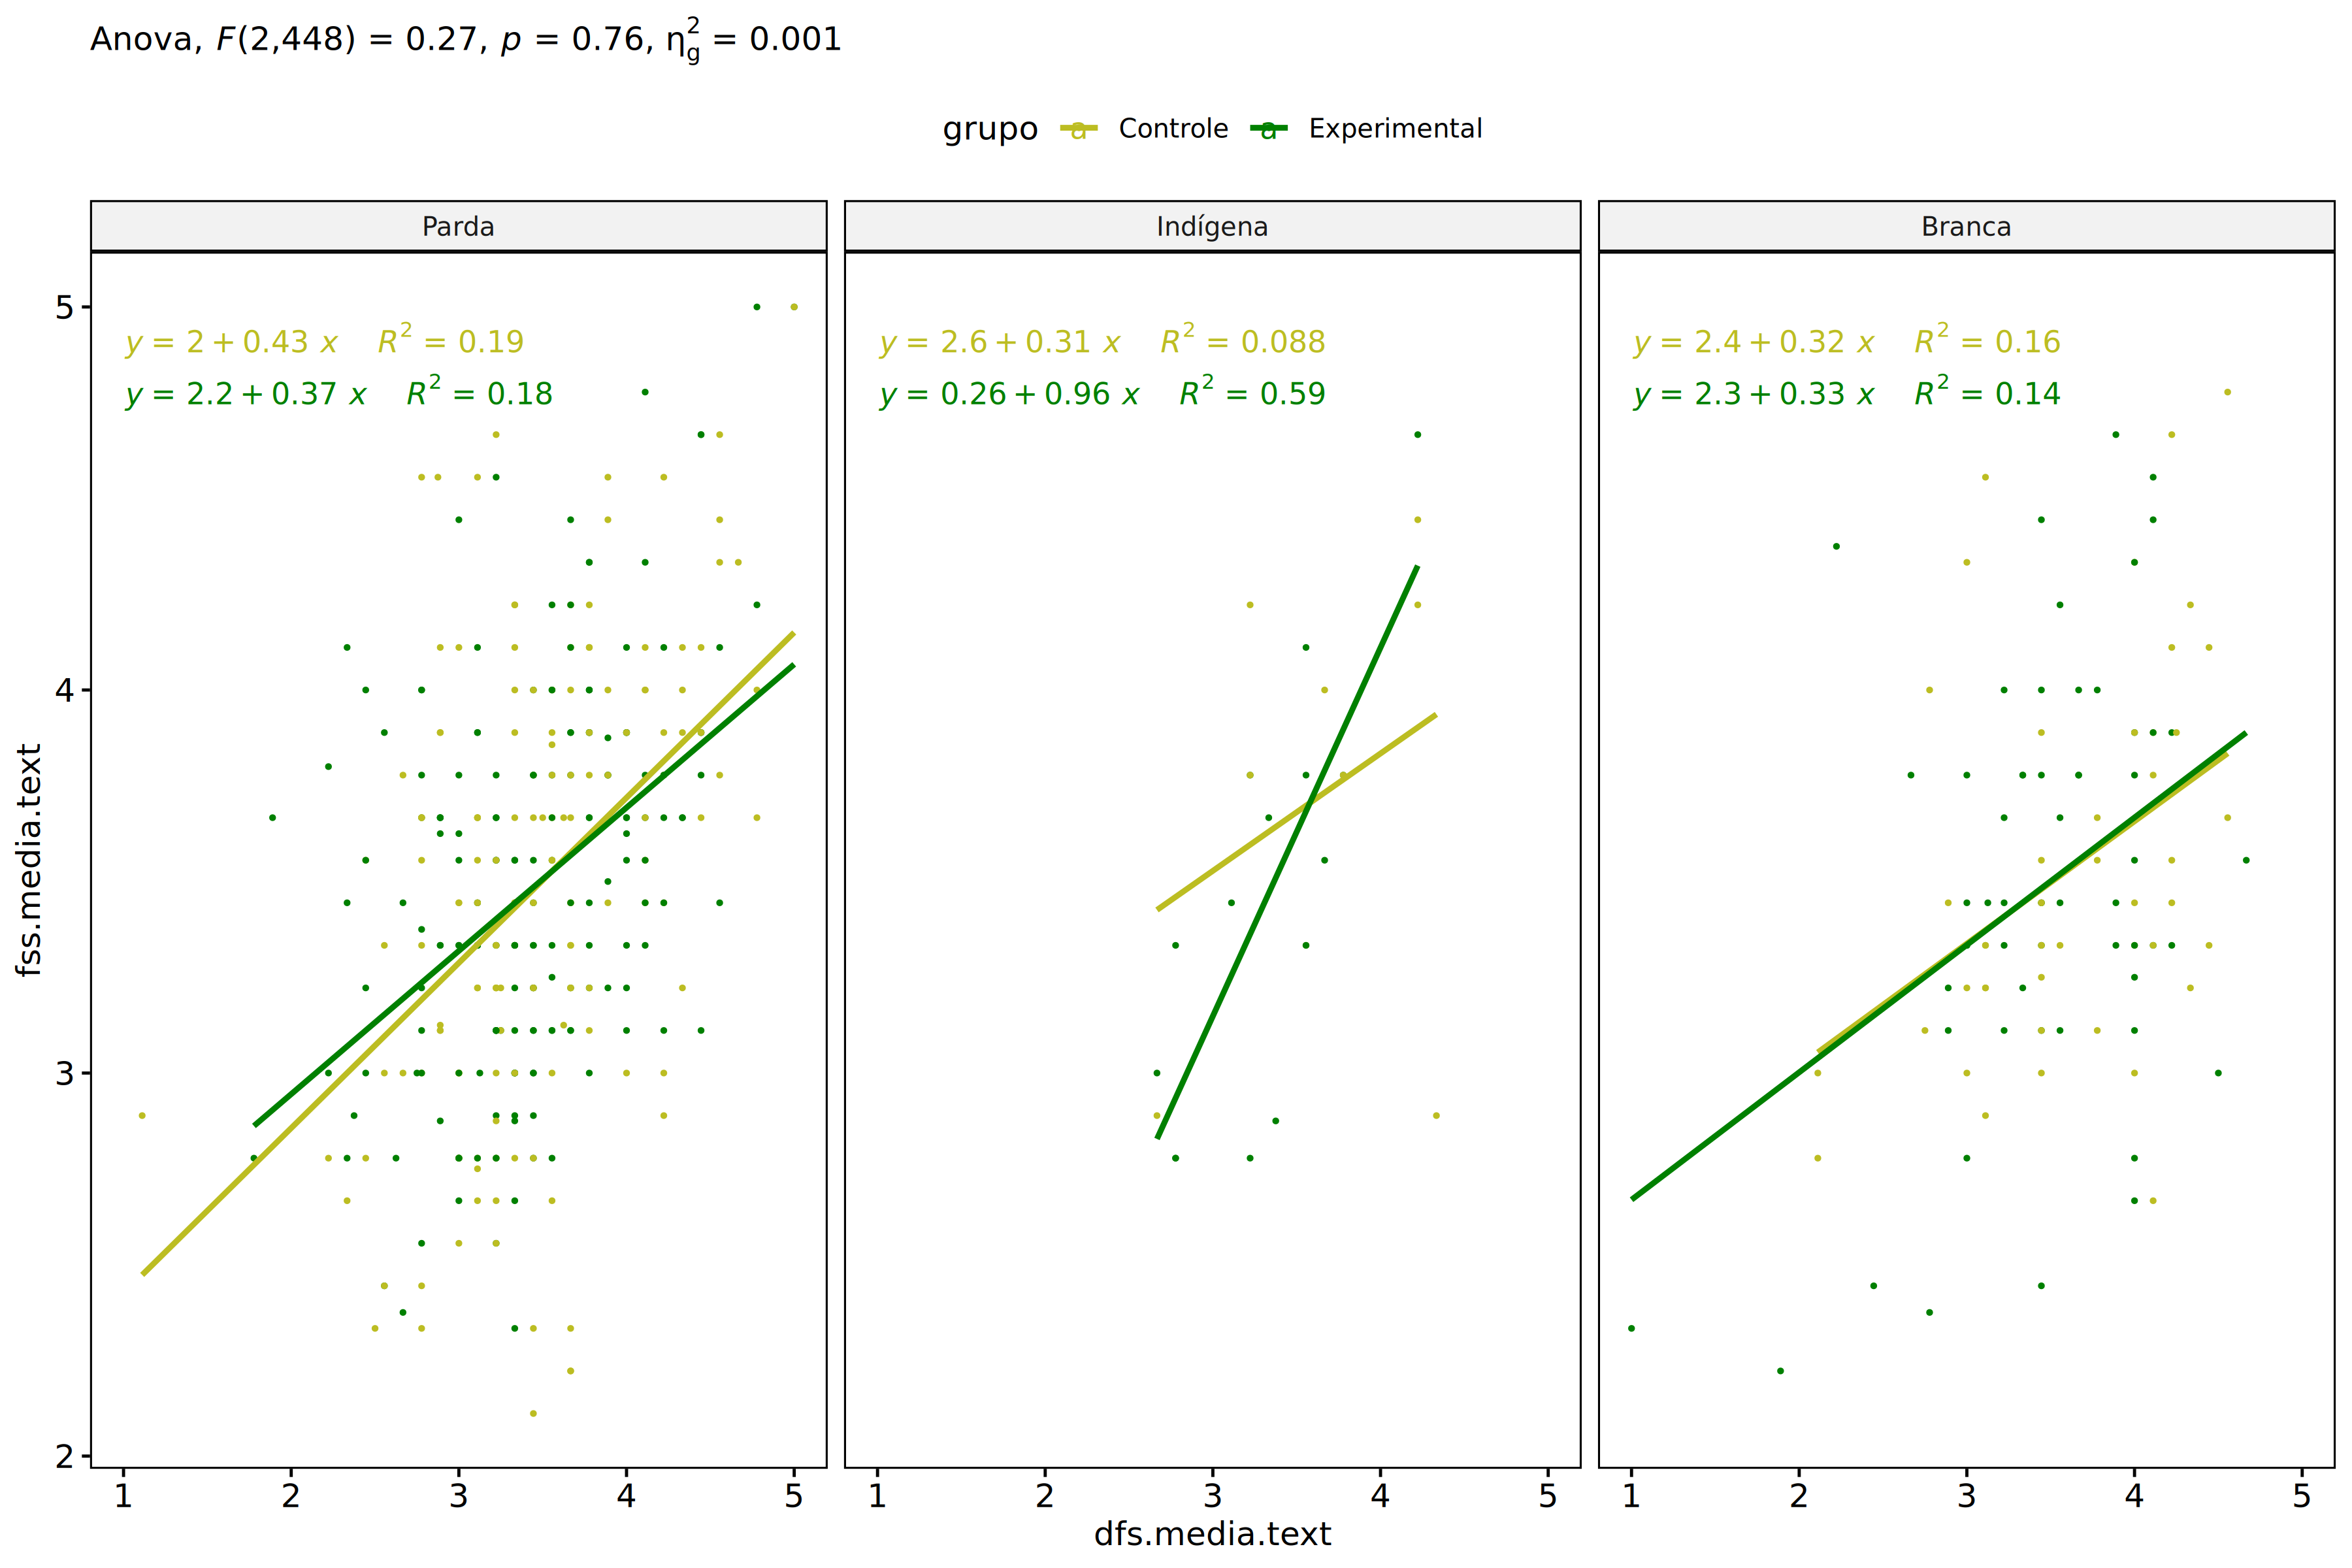 Anova, F(2,448) = 0.27, p = 0.76, η²g = 0.001
grupo a Controle a Experimental
Parda Indígena Branca
y = 2 + 0.43 x R² = 0.19
y = 2.2 + 0.37 x R² = 0.18
y = 2.6 + 0.31 x R² = 0.088
y = 0.26 + 0.96 x R² = 0.59
y = 2.4 + 0.32 x R² = 0.16
y = 2.3 + 0.33 x R² = 0.14
fss.media.text
5
4
3
2
1 2 3 4 5 1 2 3 4 5 1 2 3 4 5
dfs.media.text